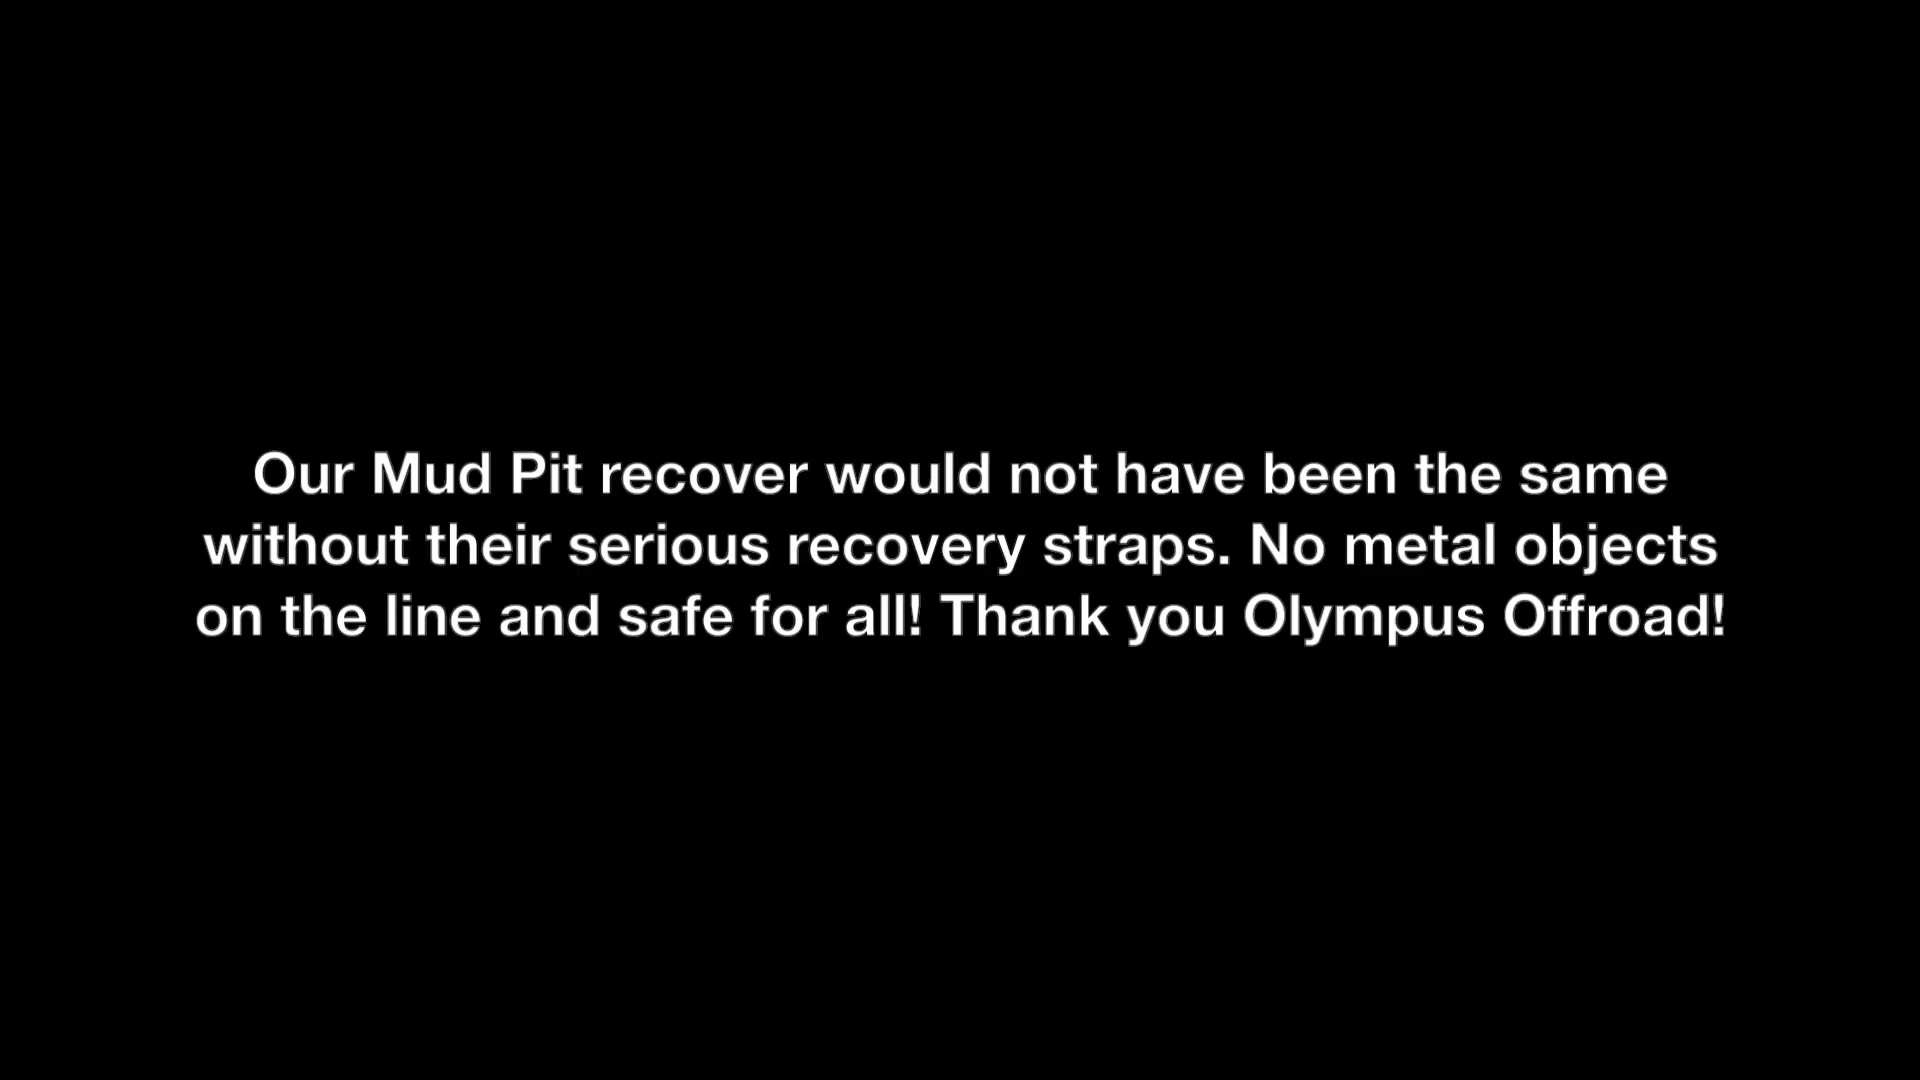 Our Mud Pit recover would not have been the same
without their serious recovery straps. No metal objects
on the line and safe for all! Thank you Olympus Offroad!